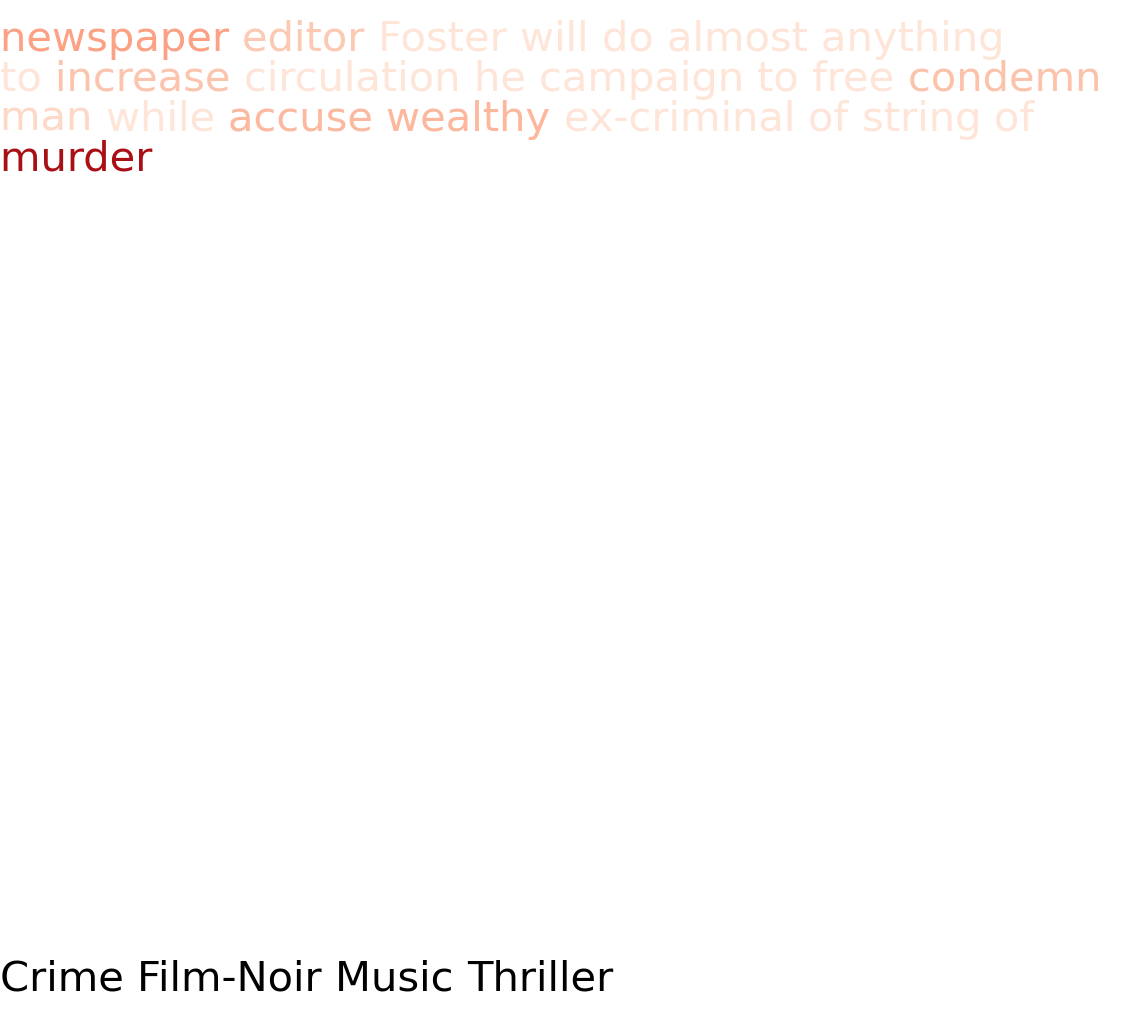 newspaper editor Foster will do almost anything
to increase circulation he campaign to free condemn
man while accuse wealthy ex-criminal of string of
murder
Crime Film-Noir Music Thriller